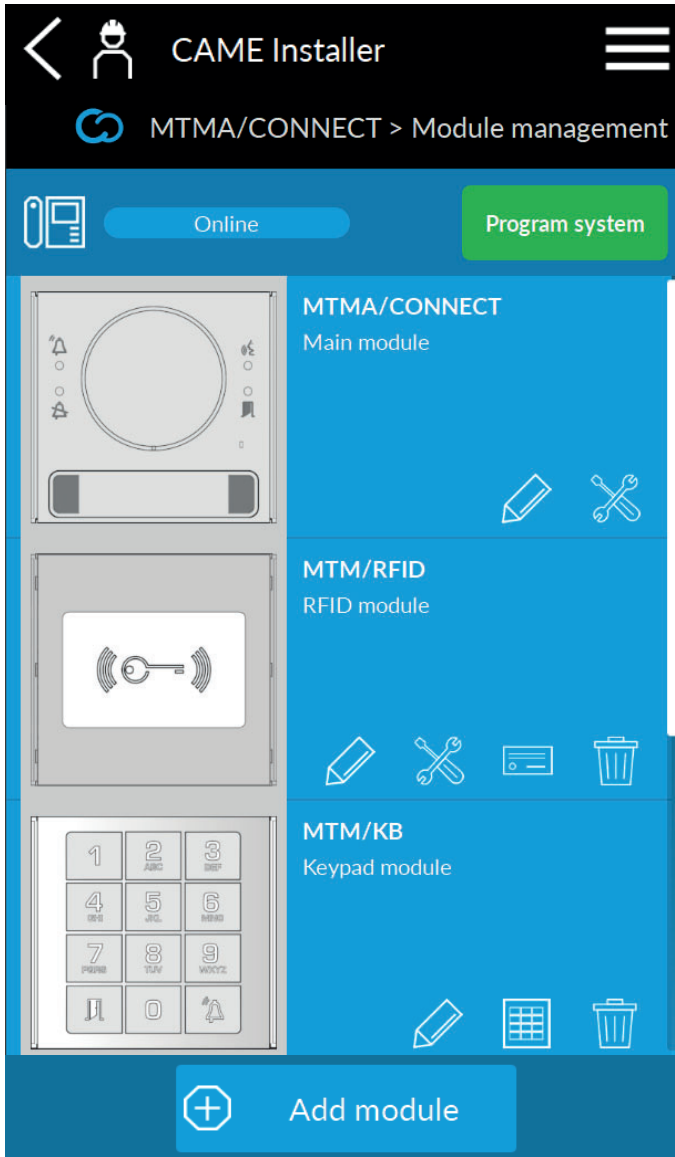 CAME Installer
MTMA/CONNECT > Module management
Online
Program system
MTMA/CONNECT
Main module
MTM/RFID
RFID module
MTM/KB
Keypad module
1 2 3
ABC DEF
4 5 6
GHI JKL MNO
7 8 9
PQRS TUV WXYZ
0
Add module